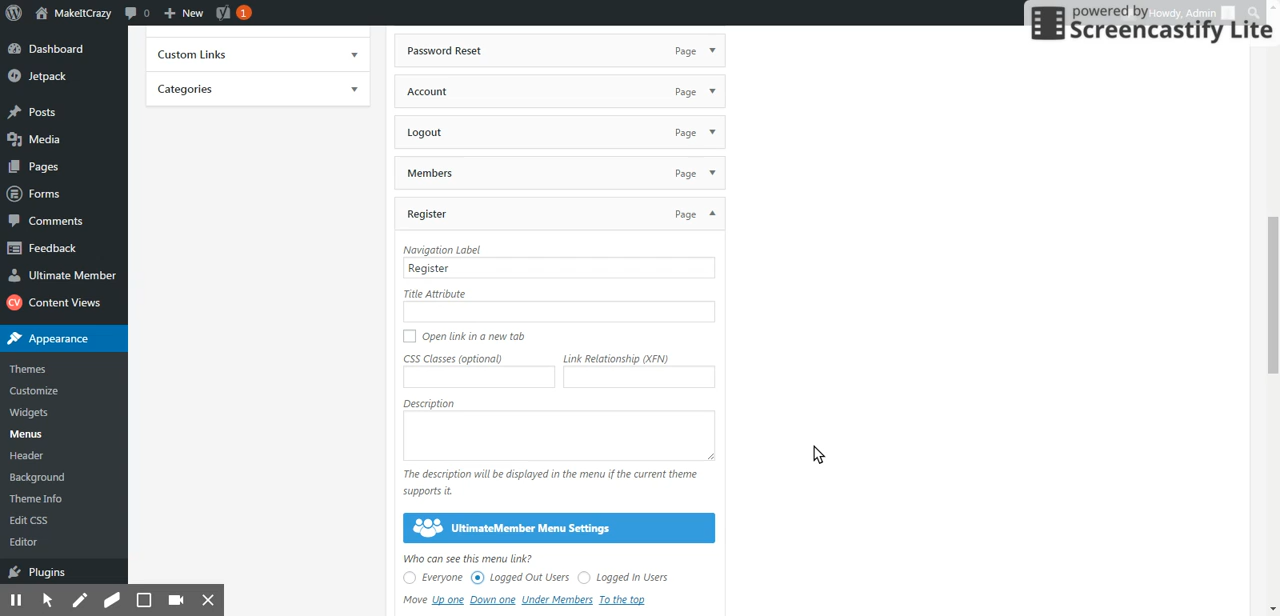 MakeItCrazy 0 New 1 Howdy, Admin
powered by
Screencastify Lite
Dashboard
Jetpack
Posts
Media
Pages
Forms
Comments
Feedback
Ultimate Member
CV Content Views
Appearance
Themes
Customize
Widgets
Menus
Header
Background
Theme Info
Edit CSS
Editor
Plugins
Custom Links
Categories
Password Reset Page
Account Page
Logout Page
Members Page
Register Page
Navigation Label
Register
Title Attribute
Open link in a new tab
CSS Classes (optional) Link Relationship (XFN)
Description
The description will be displayed in the menu if the current theme
supports it.
UltimateMember Menu Settings
Who can see this menu link?
Everyone Logged Out Users Logged In Users
Move Up one Down one Under Members To the top